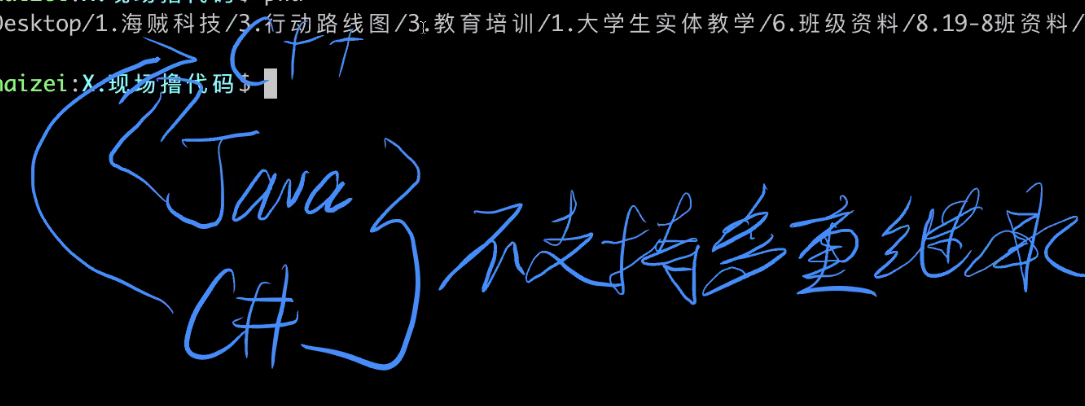 Desktop/1.海贼科技/3.行动路线图/3.教育培训/1.大学生实体教学/6.班级资料/8.19-8班资料/
haizei:X.现场撸代码$
C++
Java
C#
不支持多重继承